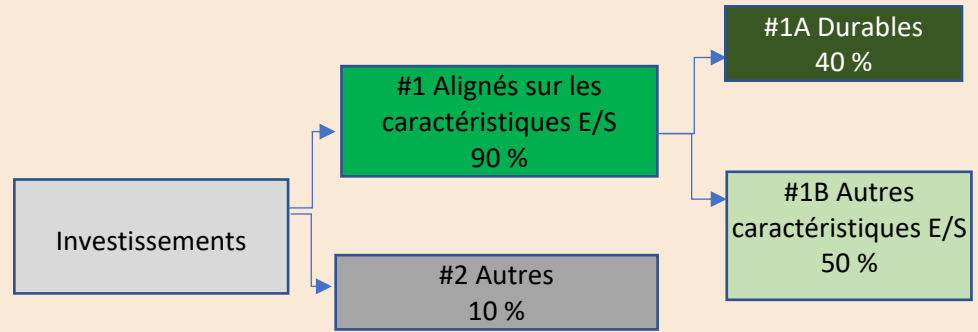 #1A Durables
40 %
#1 Alignés sur les
caractéristiques E/S
90 %
#1B Autres
caractéristiques E/S
50 %
Investissements
#2 Autres
10 %